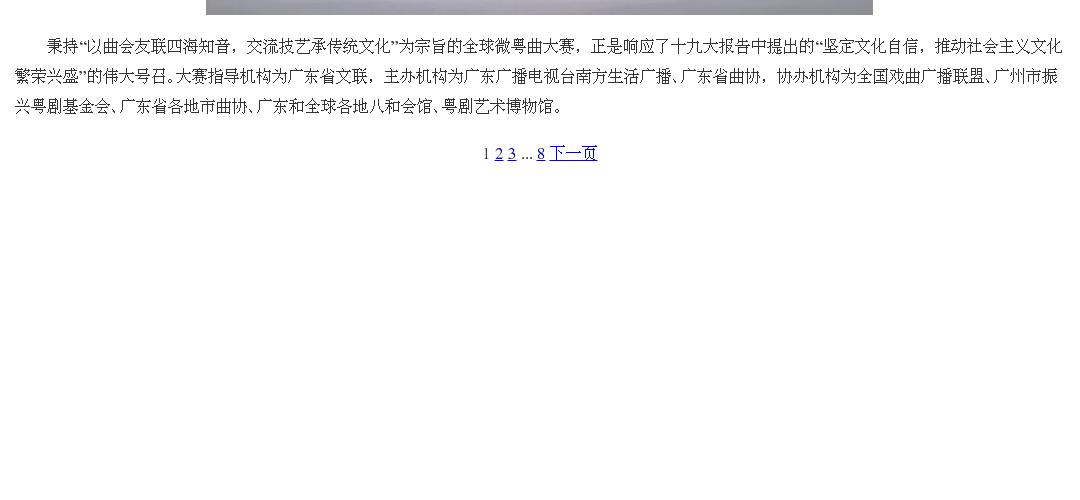 秉持“以曲会友联四海知音，交流技艺承传统文化”为宗旨的全球微粤曲大赛，正是响应了十九大报告中提出的“坚定文化自信，推动社会主义文化
繁荣兴盛”的伟大号召。大赛指导机构为广东省文联，主办机构为广东广播电视台南方生活广播、广东省曲协，协办机构为全国戏曲广播联盟、广州市振
兴粤剧基金会、广东省各地市曲协、广东和全球各地八和会馆、粤剧艺术博物馆。
1 2 3 ... 8 下一页